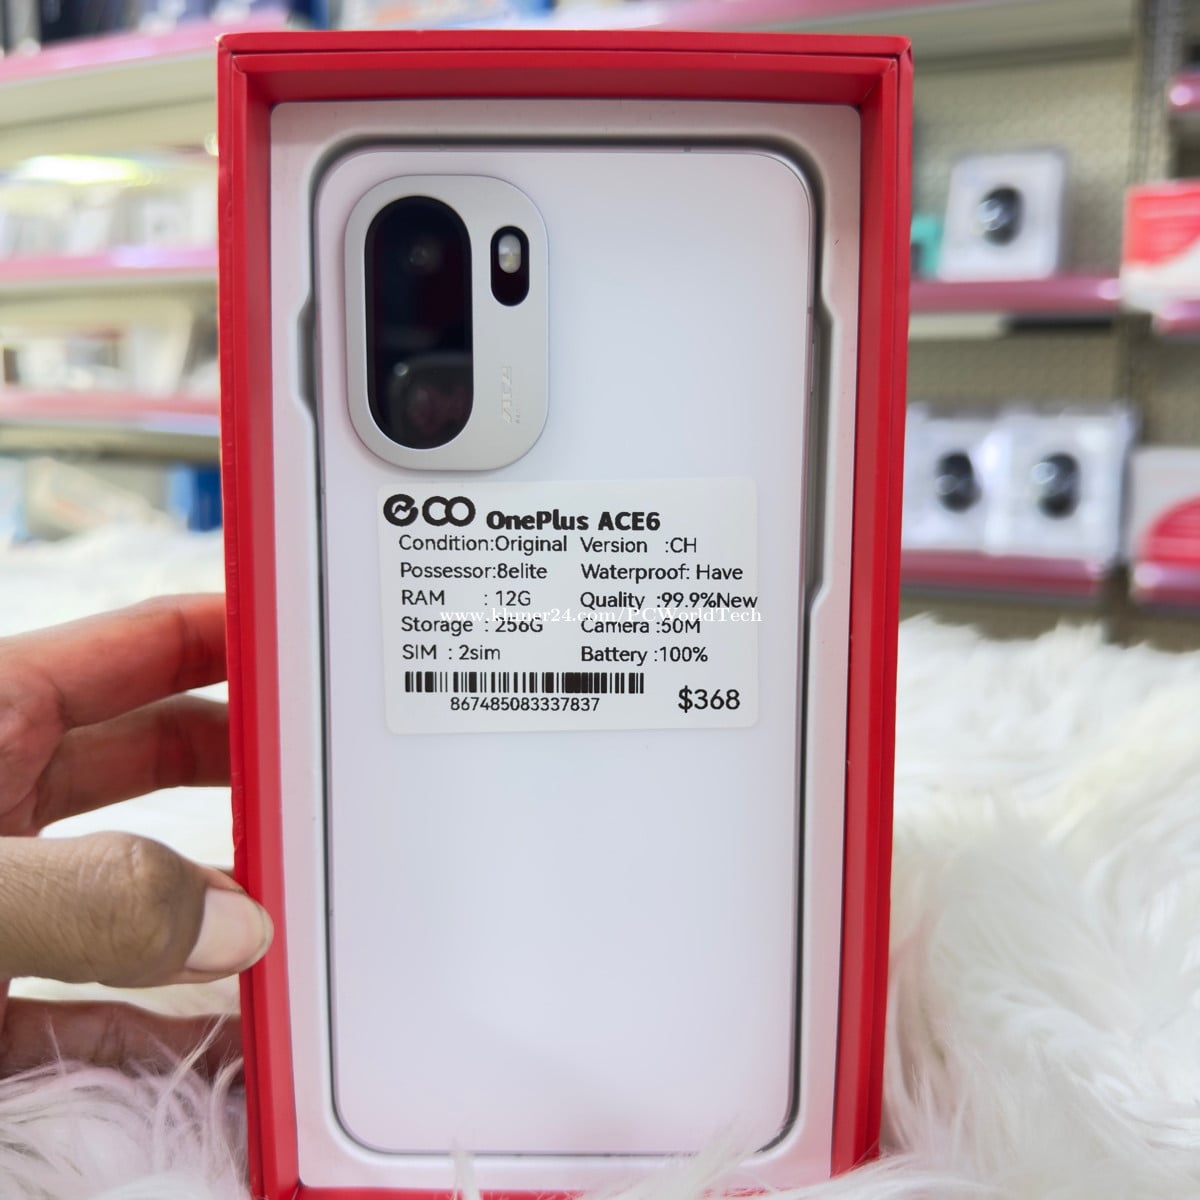 OnePlus ACE6
Condition:Original Version :CH
Possessor:8elite Waterproof: Have
RAM : 12G Quality :99.9%New
www.khmer24.com/PCWorldTech
Storage : 256G Camera :50M
SIM : 2sim Battery :100%
867485083337837 $368